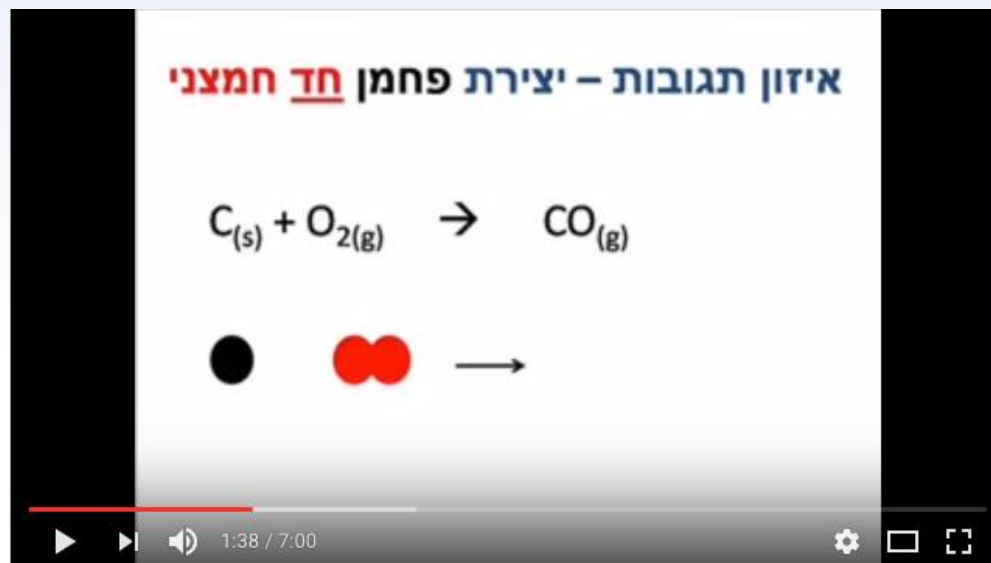 איזון תגובות – יצירת פחמן חד חמצני
C(s) + O2(g) → CO(g)
1:38 / 7:00